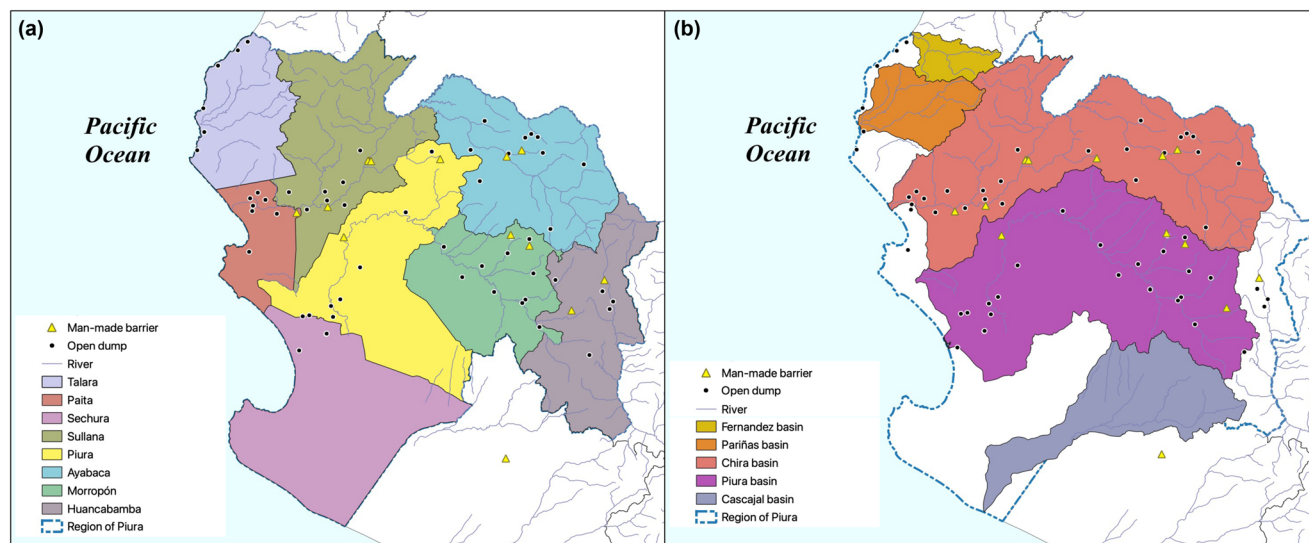 (a)
Pacific
Ocean
Man-made barrier
Open dump
River
Talara
Paita
Sechura
Sullana
Piura
Ayabaca
Morropón
Huancabamba
Region of Piura
(b)
Pacific
Ocean
Man-made barrier
Open dump
River
Fernandez basin
Pariñas basin
Chira basin
Piura basin
Cascajal basin
Region of Piura